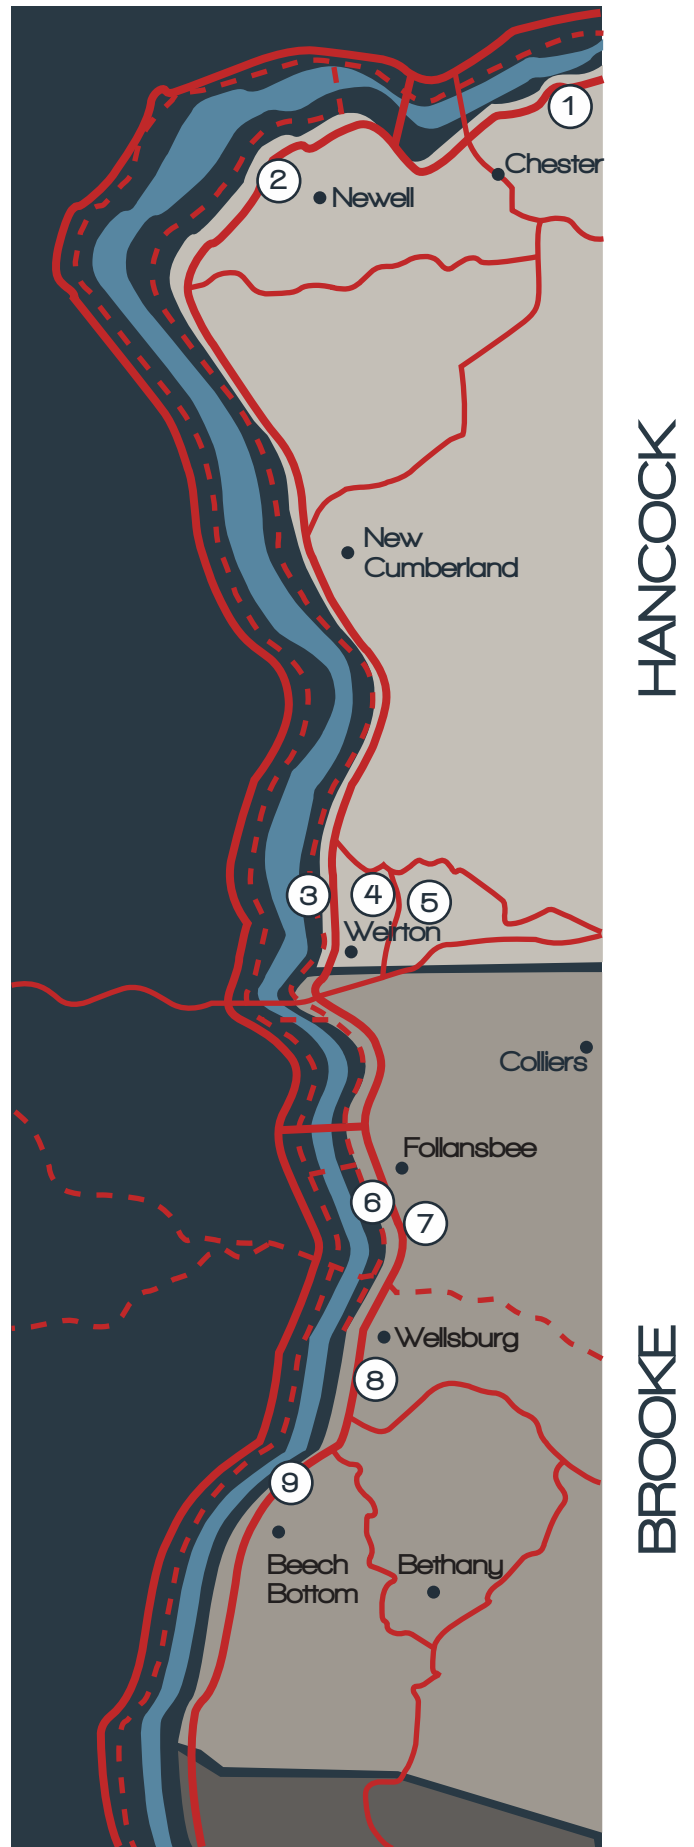 1
Chester
2
Newell
HANCOCK
New
Cumberland
3
4
5
Weirton
Colliers
Follansbee
6
7
BROOKE
Wellsburg
8
9
Beech
Bottom
Bethany